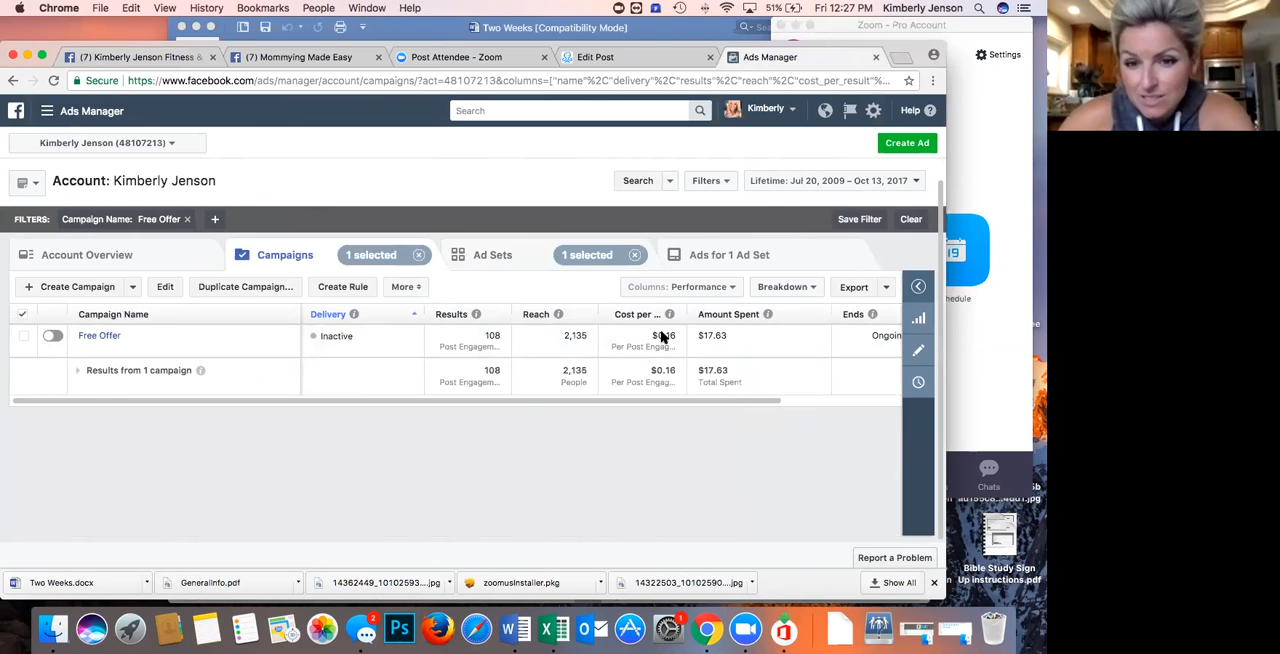 Chrome File Edit View History Bookmarks People Window Help 51% Fri 12:27 PM Kimberly Jenson
Two Weeks [Compatibility Mode]
Zoom - Pro Account
(7) Kimberly Jenson Fitness &
(7) Mommying Made Easy
Post Attendee - Zoom
Edit Post
Ads Manager
Settings
Secure https://www.facebook.com/ads/manager/account/campaigns/?act=48107213&columns=["name"%2C"delivery"%2C"results"%2C"reach"%2C"cost_per_result"%...
Ads Manager Search Kimberly Help
Kimberly Jenson (48107213) Create Ad
Account: Kimberly Jenson Search Filters Lifetime: Jul 20, 2009 – Oct 13, 2017
FILTERS: Campaign Name: Free Offer × + Save Filter Clear
Account Overview Campaigns 1 selected Ad Sets 1 selected Ads for 1 Ad Set
19
+ Create Campaign Edit Duplicate Campaign... Create Rule More Columns: Performance Breakdown Export
Campaign Name Delivery Results Reach Cost per ... Amount Spent Ends
Free Offer Inactive 108 2,135 $17.63
Post Engagem... Per Post Engag...
Results from 1 campaign 108 2,135 $0.16 $17.63
Post Engagem... People Per Post Engag... Total Spent
Chats
Report a Problem
Bible Study Sign
Up instructions.pdf
Two Weeks.docx GeneralInfo.pdf 14362449_10102593....jpg zoomusInstaller.pkg 14322503_10102590....jpg Show All
2
Ps
1